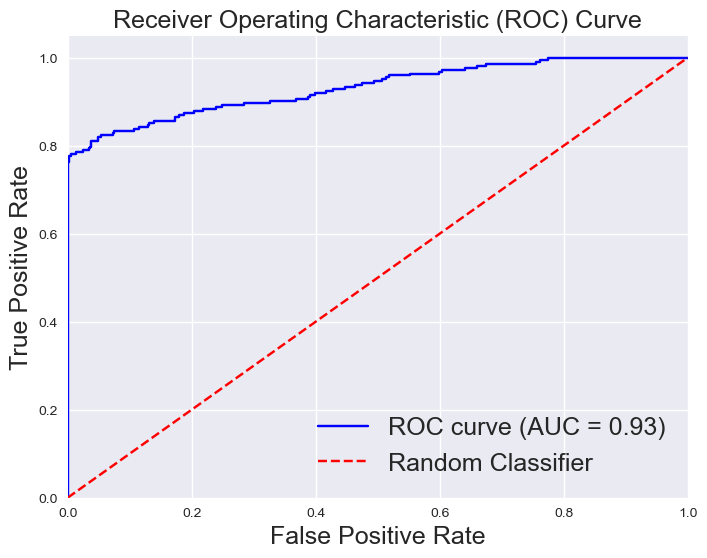 Receiver Operating Characteristic (ROC) Curve
1.0
0.8
0.6
0.4
0.2
0.0
True Positive Rate
ROC curve (AUC = 0.93)
Random Classifier
0.0 0.2 0.4 0.6 0.8 1.0
False Positive Rate